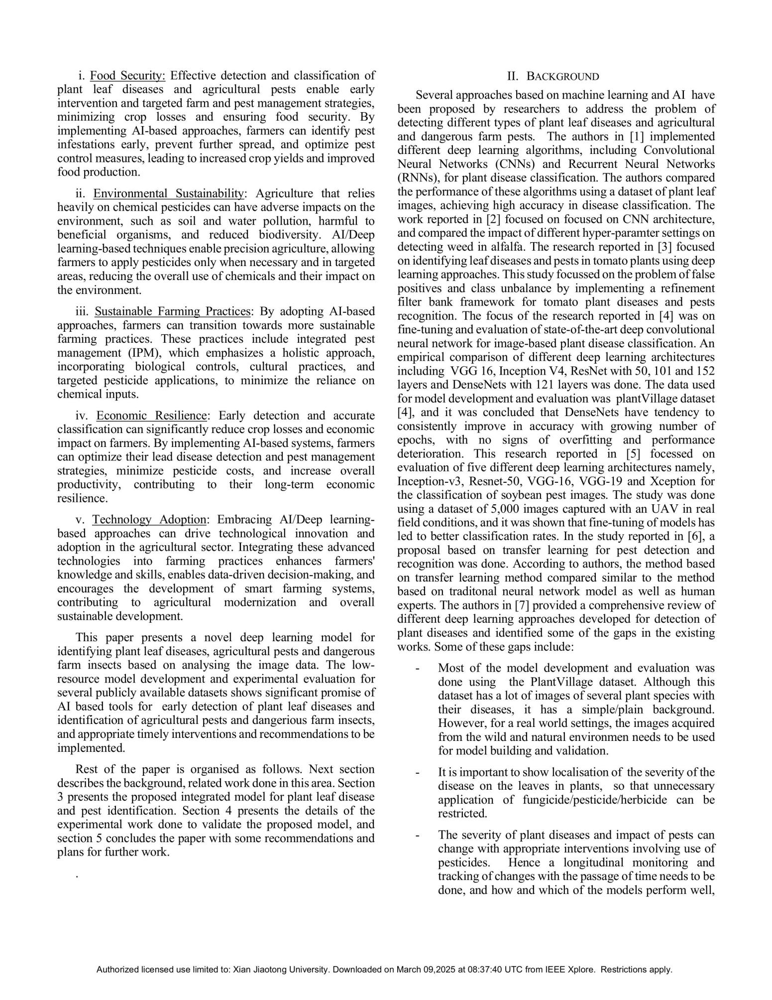 i. Food Security: Effective detection and classification of
plant leaf diseases and agricultural pests enable early
intervention and targeted farm and pest management strategies,
minimizing crop losses and ensuring food security. By
implementing AI-based approaches, farmers can identify pest
infestations early, prevent further spread, and optimize pest
control measures, leading to increased crop yields and improved
food production.
ii. Environmental Sustainability: Agriculture that relies
heavily on chemical pesticides can have adverse impacts on the
environment, such as soil and water pollution, harmful to
beneficial organisms, and reduced biodiversity. AI/Deep
learning-based techniques enable precision agriculture, allowing
farmers to apply pesticides only when necessary and in targeted
areas, reducing the overall use of chemicals and their impact on
the environment.
iii. Sustainable Farming Practices: By adopting AI-based
approaches, farmers can transition towards more sustainable
farming practices. These practices include integrated pest
management (IPM), which emphasizes a holistic approach,
incorporating biological controls, cultural practices, and
targeted pesticide applications, to minimize the reliance on
chemical inputs.
iv. Economic Resilience: Early detection and accurate
classification can significantly reduce crop losses and economic
impact on farmers. By implementing AI-based systems, farmers
can optimize their lead disease detection and pest management
strategies, minimize pesticide costs, and increase overall
productivity, contributing to their long-term economic
resilience.
v. Technology Adoption: Embracing AI/Deep learning-
based approaches can drive technological innovation and
adoption in the agricultural sector. Integrating these advanced
technologies into farming practices enhances farmers'
knowledge and skills, enables data-driven decision-making, and
encourages the development of smart farming systems,
contributing to agricultural modernization and overall
sustainable development.
This paper presents a novel deep learning model for
identifying plant leaf diseases, agricultural pests and dangerous
farm insects based on analysing the image data. The low-
resource model development and experimental evaluation for
several publicly available datasets shows significant promise of
AI based tools for early detection of plant leaf diseases and
identification of agricultural pests and dangerious farm insects,
and appropriate timely interventions and recommendations to be
implemented.
Rest of the paper is organised as follows. Next section
describes the background, related work done in this area. Section
3 presents the proposed integrated model for plant leaf disease
and pest identification. Section 4 presents the details of the
experimental work done to validate the proposed model, and
section 5 concludes the paper with some recommendations and
plans for further work.
.
II. BACKGROUND
Several approaches based on machine learning and AI have
been proposed by researchers to address the problem of
detecting different types of plant leaf diseases and agricultural
and dangerous farm pests. The authors in [1] implemented
different deep learning algorithms, including Convolutional
Neural Networks (CNNs) and Recurrent Neural Networks
(RNNs), for plant disease classification. The authors compared
the performance of these algorithms using a dataset of plant leaf
images, achieving high accuracy in disease classification. The
work reported in [2] focused on focused on CNN architecture,
and compared the impact of different hyper-paramter settings on
detecting weed in alfalfa. The research reported in [3] focused
on identifying leaf diseases and pests in tomato plants using deep
learning approaches. This study focussed on the problem of false
positives and class unbalance by implementing a refinement
filter bank framework for tomato plant diseases and pests
recognition. The focus of the research reported in [4] was on
fine-tuning and evaluation of state-of-the-art deep convolutional
neural network for image-based plant disease classification. An
empirical comparison of different deep learning architectures
including VGG 16, Inception V4, ResNet with 50, 101 and 152
layers and DenseNets with 121 layers was done. The data used
for model development and evaluation was plantVillage dataset
[4], and it was concluded that DenseNets have tendency to
consistently improve in accuracy with growing number of
epochs, with no signs of overfitting and performance
deterioration. This research reported in [5] focessed on
evaluation of five different deep learning architectures namely,
Inception-v3, Resnet-50, VGG-16, VGG-19 and Xception for
the classification of soybean pest images. The study was done
using a dataset of 5,000 images captured with an UAV in real
field conditions, and it was shown that fine-tuning of models has
led to better classification rates. In the study reported in [6], a
proposal based on transfer learning for pest detection and
recognition was done. According to authors, the method based
on transfer learning method compared similar to the method
based on traditonal neural network model as well as human
experts. The authors in [7] provided a comprehensive review of
different deep learning approaches developed for detection of
plant diseases and identified some of the gaps in the existing
works. Some of these gaps include:
- Most of the model development and evaluation was
done using the PlantVillage dataset. Although this
dataset has a lot of images of several plant species with
their diseases, it has a simple/plain background.
However, for a real world settings, the images acquired
from the wild and natural environmen needs to be used
for model building and validation.
- It is important to show localisation of the severity of the
disease on the leaves in plants, so that unnecessary
application of fungicide/pesticide/herbicide can be
restricted.
- The severity of plant diseases and impact of pests can
change with appropriate interventions involving use of
pesticides. Hence a longitudinal monitoring and
tracking of changes with the passage of time needs to be
done, and how and which of the models perform well,
Authorized licensed use limited to: Xian Jiaotong University. Downloaded on March 09,2025 at 08:37:40 UTC from IEEE Xplore. Restrictions apply.